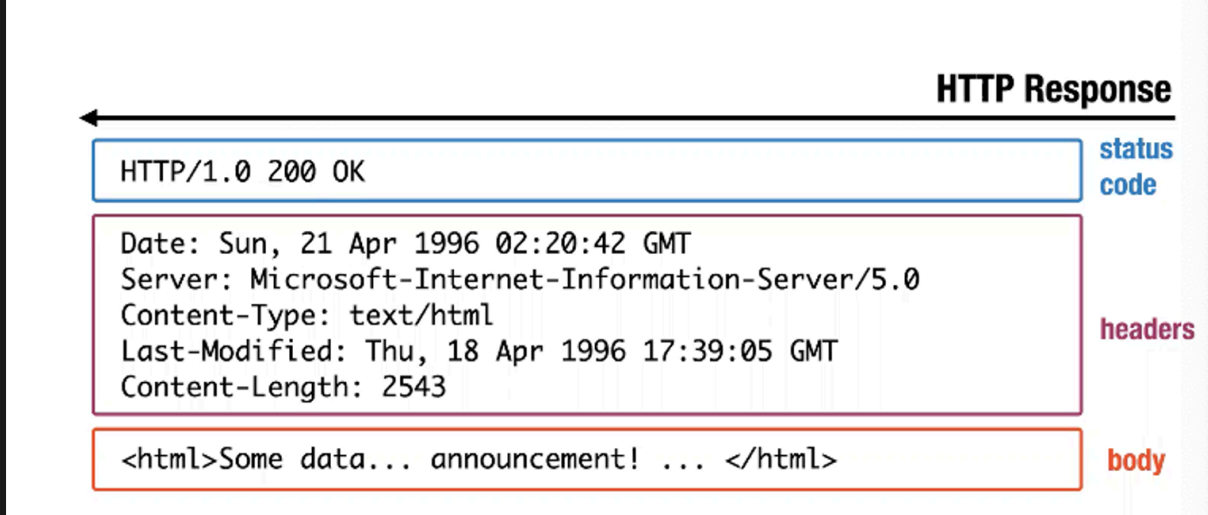 HTTP Response
HTTP/1.0 200 OK
status
code
Date: Sun, 21 Apr 1996 02:20:42 GMT
Server: Microsoft-Internet-Information-Server/5.0
Content-Type: text/html
Last-Modified: Thu, 18 Apr 1996 17:39:05 GMT
Content-Length: 2543
headers
<html>Some data... announcement! ... </html>
body